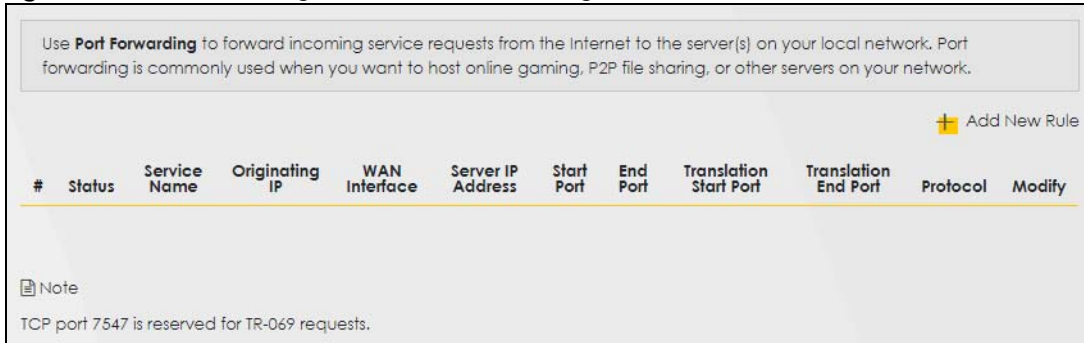 Use Port Forwarding to forward incoming service requests from the Internet to the server(s) on your local network. Port
forwarding is commonly used when you want to host online gaming, P2P file sharing, or other servers on your network.
Add New Rule
# Status Service Name Originating IP WAN Interface Server IP Address Start Port End Port Translation Start Port Translation End Port Protocol Modify
Note
TCP port 7547 is reserved for TR-069 requests.